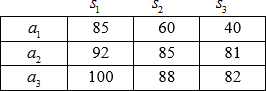 s₁ s₂ s₃
a₁ 85 60 40
a₂ 92 85 81
a₃ 100 88 82